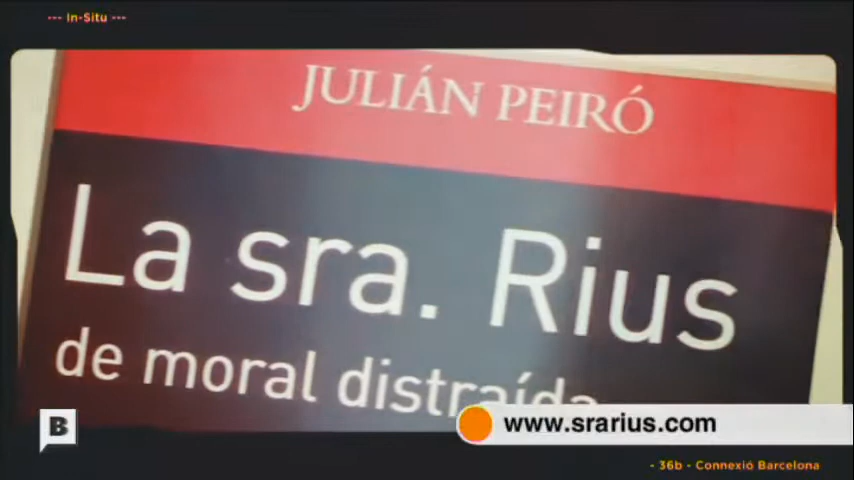 --- In-Situ ---
JULIÁN PEIRÓ
La sra. Rius
de moral distraída
B
www.srarius.com
- 36b - Connexió Barcelona